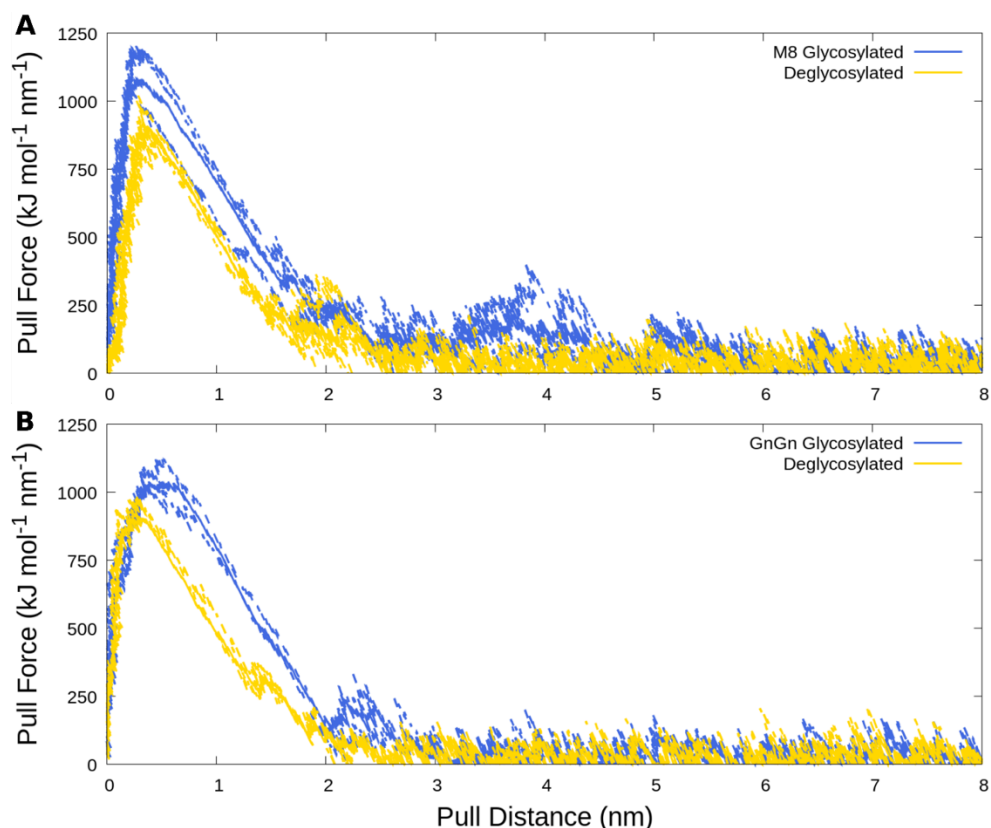 A
Pull Force (kJ mol⁻¹ nm⁻¹)
1250
1000
750
500
250
0
M8 Glycosylated
Deglycosylated
0 1 2 3 4 5 6 7 8
B
Pull Force (kJ mol⁻¹ nm⁻¹)
1250
1000
750
500
250
0
GnGn Glycosylated
Deglycosylated
0 1 2 3 4 5 6 7 8
Pull Distance (nm)